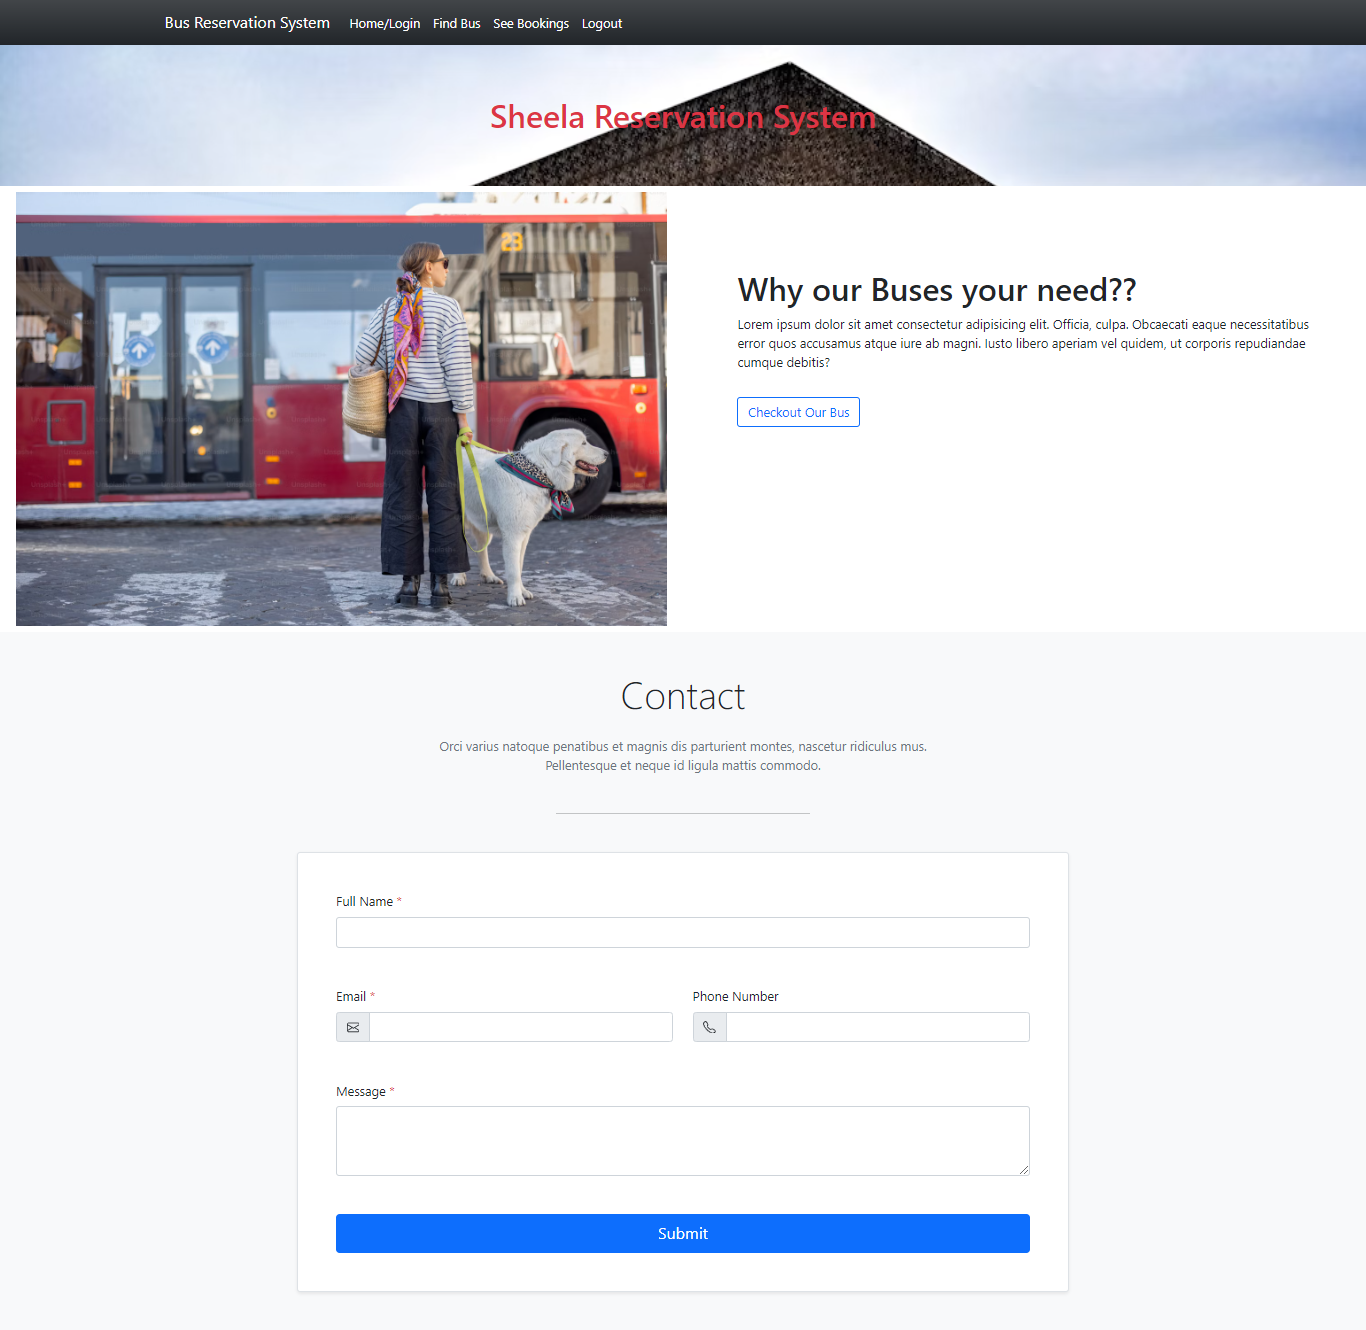 Bus Reservation System Home/Login Find Bus See Bookings Logout
Sheela Reservation System
23
Why our Buses your need??
Lorem ipsum dolor sit amet consectetur adipisicing elit. Officia, culpa. Obcaecati eaque necessitatibus
error quos accusamus atque iure ab magni. Iusto libero aperiam vel quidem, ut corporis repudiandae
cumque debitis?
Checkout Our Bus
Contact
Orci varius natoque penatibus et magnis dis parturient montes, nascetur ridiculus mus.
Pellentesque et neque id ligula mattis commodo.
Full Name *
Email *
Phone Number
Message *
Submit